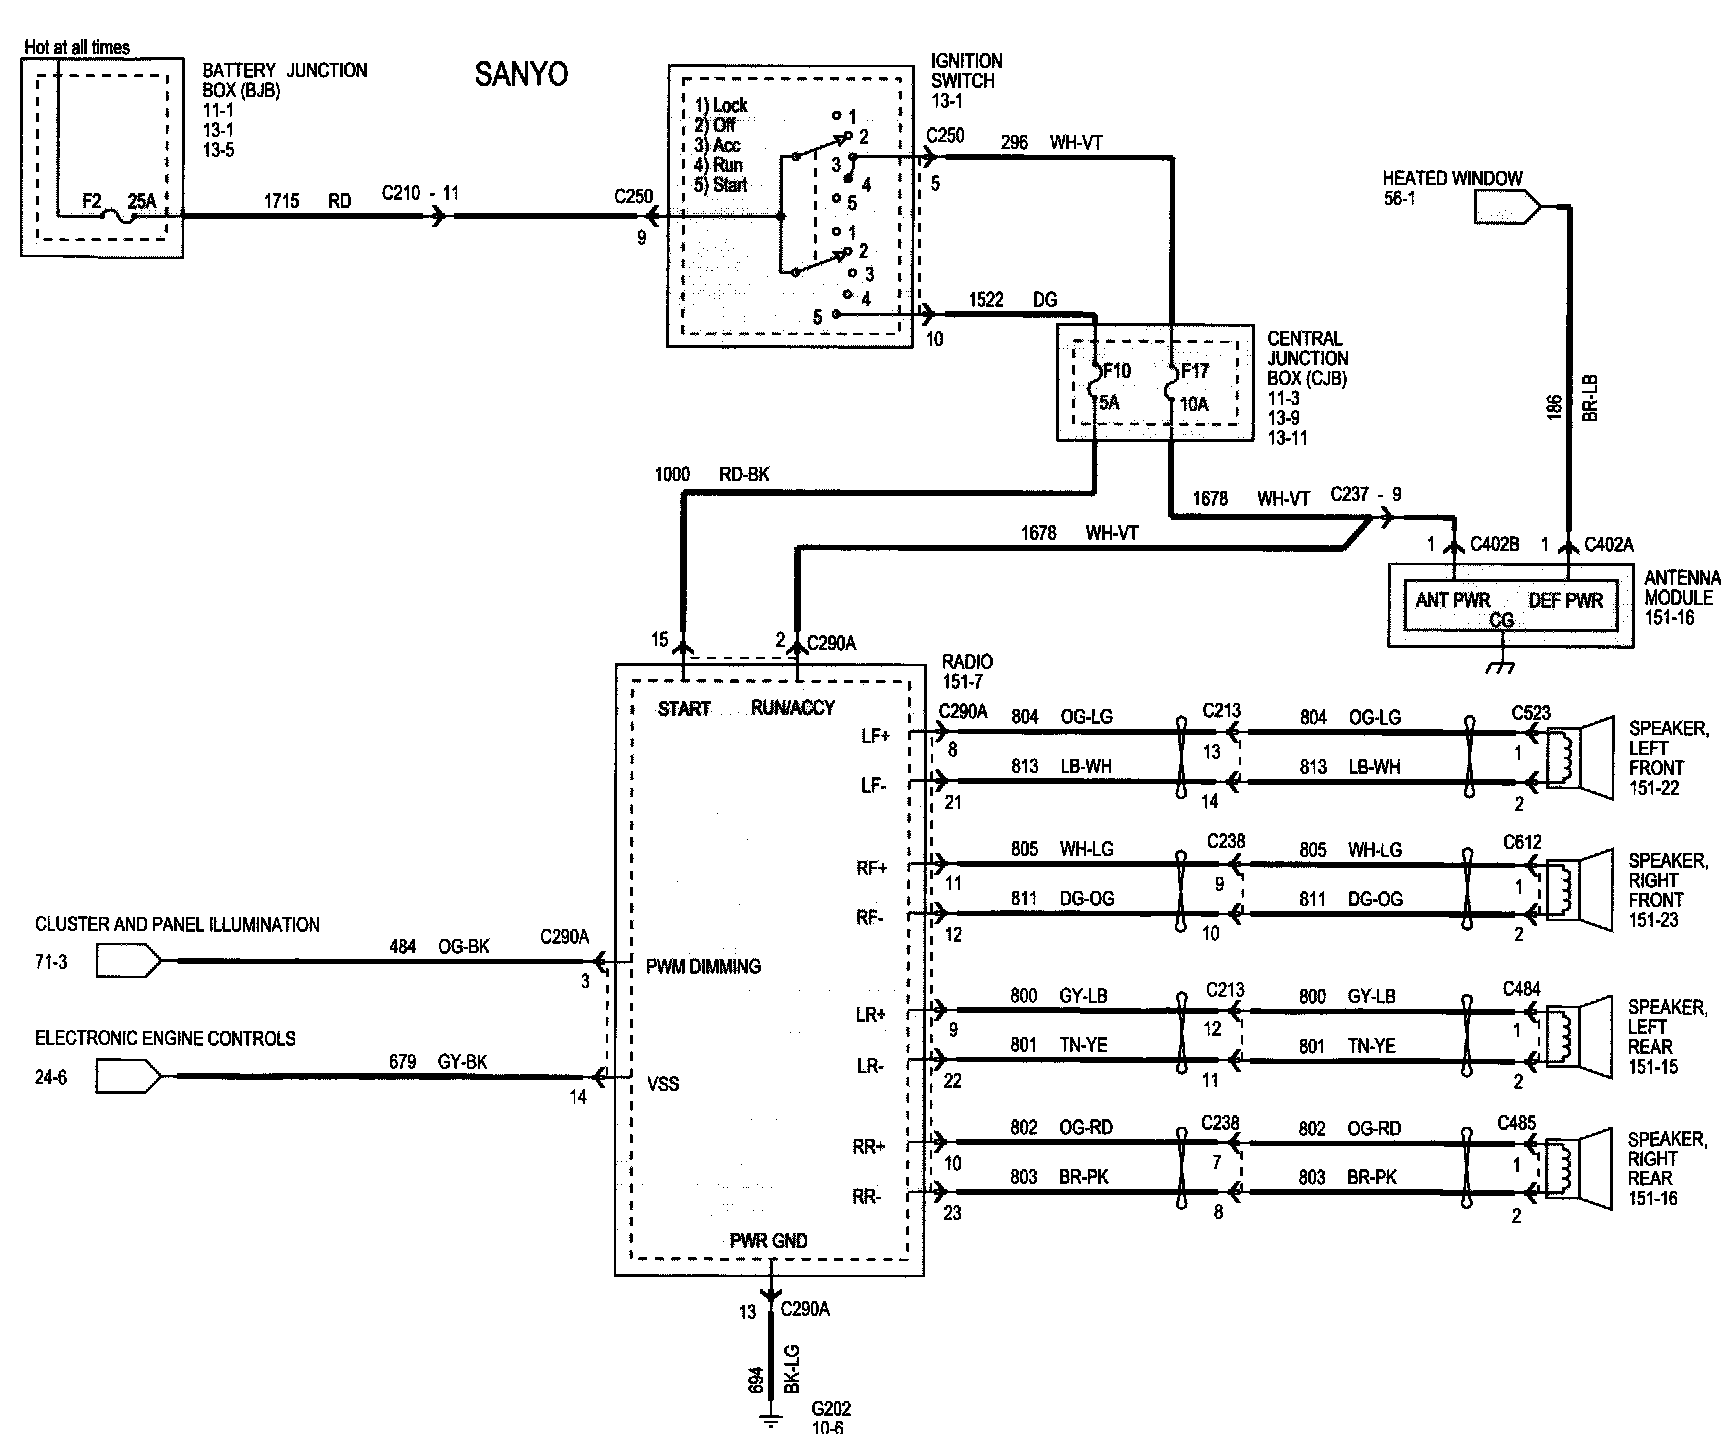 Hot at all times
BATTERY JUNCTION
BOX (BJB)
11-1
13-1
13-5
F2 25A
SANYO
1715 RD
C210 - 11
C250
9
IGNITION
SWITCH
13-1
1) Lock
2) Off
3) Acc
4) Run
5) Start
1
2
3
4
5
1
2
3
4
5
C250
5
296 WH-VT
10
1522 DG
HEATED WINDOW
56-1
186
BR-LB
CENTRAL
JUNCTION
BOX (CJB)
11-3
13-9
13-11
F10
5A
F17
10A
1000 RD-BK
1678 WH-VT
C237 - 9
1678 WH-VT
1 C402B
1 C402A
ANTENNA
MODULE
151-16
ANT PWR DEF PWR
CG
15
2 C290A
RADIO
151-7
START RUN/ACCY
LF+
C290A
8
804 OG-LG
C213
13
804 OG-LG
C523
1
SPEAKER,
LEFT
FRONT
151-22
LF-
21
813 LB-WH
14
813 LB-WH
2
RF+
11
805 WH-LG
C238
9
805 WH-LG
C612
1
SPEAKER,
RIGHT
FRONT
151-23
RF-
12
811 DG-OG
10
811 DG-OG
2
CLUSTER AND PANEL ILLUMINATION
71-3
484 OG-BK
C290A
3
PWM DIMMING
ELECTRONIC ENGINE CONTROLS
24-6
679 GY-BK
14
VSS
LR+
9
800 GY-LB
C213
12
800 GY-LB
C484
1
SPEAKER,
LEFT
REAR
151-15
LR-
22
801 TN-YE
11
801 TN-YE
2
RR+
10
802 OG-RD
C238
7
802 OG-RD
C485
1
SPEAKER,
RIGHT
REAR
151-16
RR-
23
803 BR-PK
8
803 BR-PK
2
PWR GND
13 C290A
694
BK-LG
G202
10-6